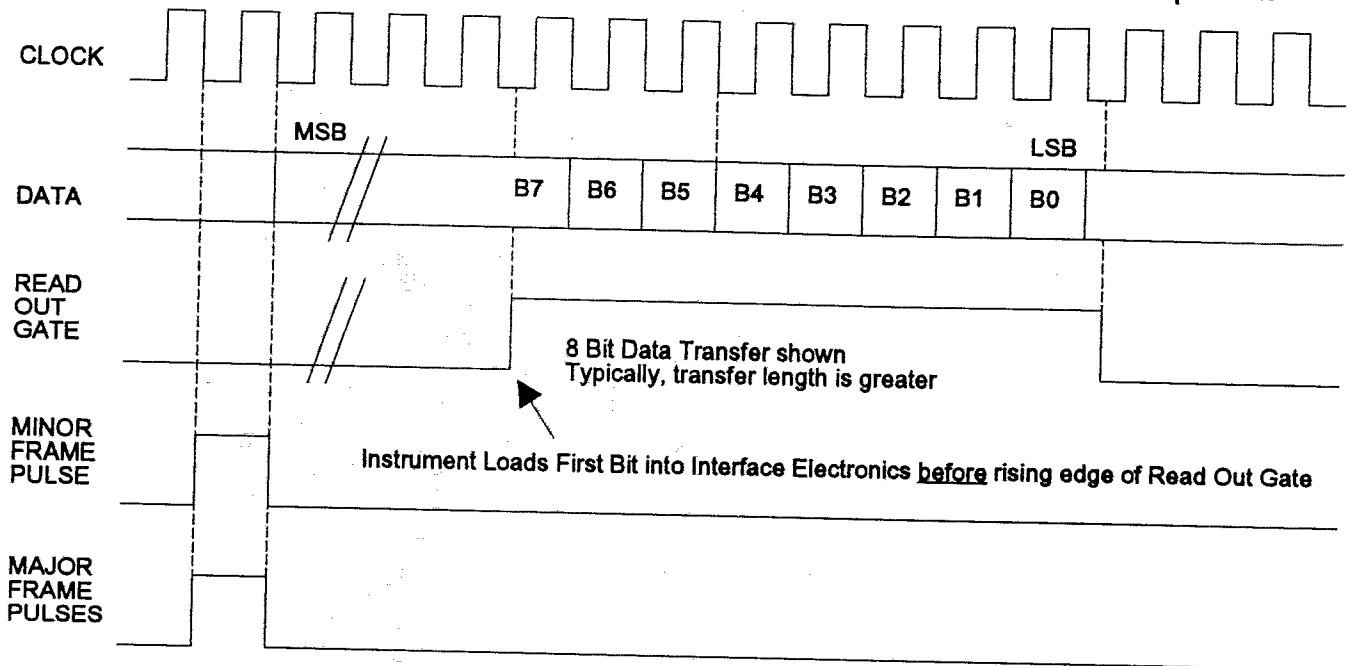 CLOCK
MSB
LSB
DATA
B7 B6 B5 B4 B3 B2 B1 B0
READ
OUT
GATE
8 Bit Data Transfer shown
Typically, transfer length is greater
MINOR
FRAME
PULSE
Instrument Loads First Bit into Interface Electronics before rising edge of Read Out Gate
MAJOR
FRAME
PULSES